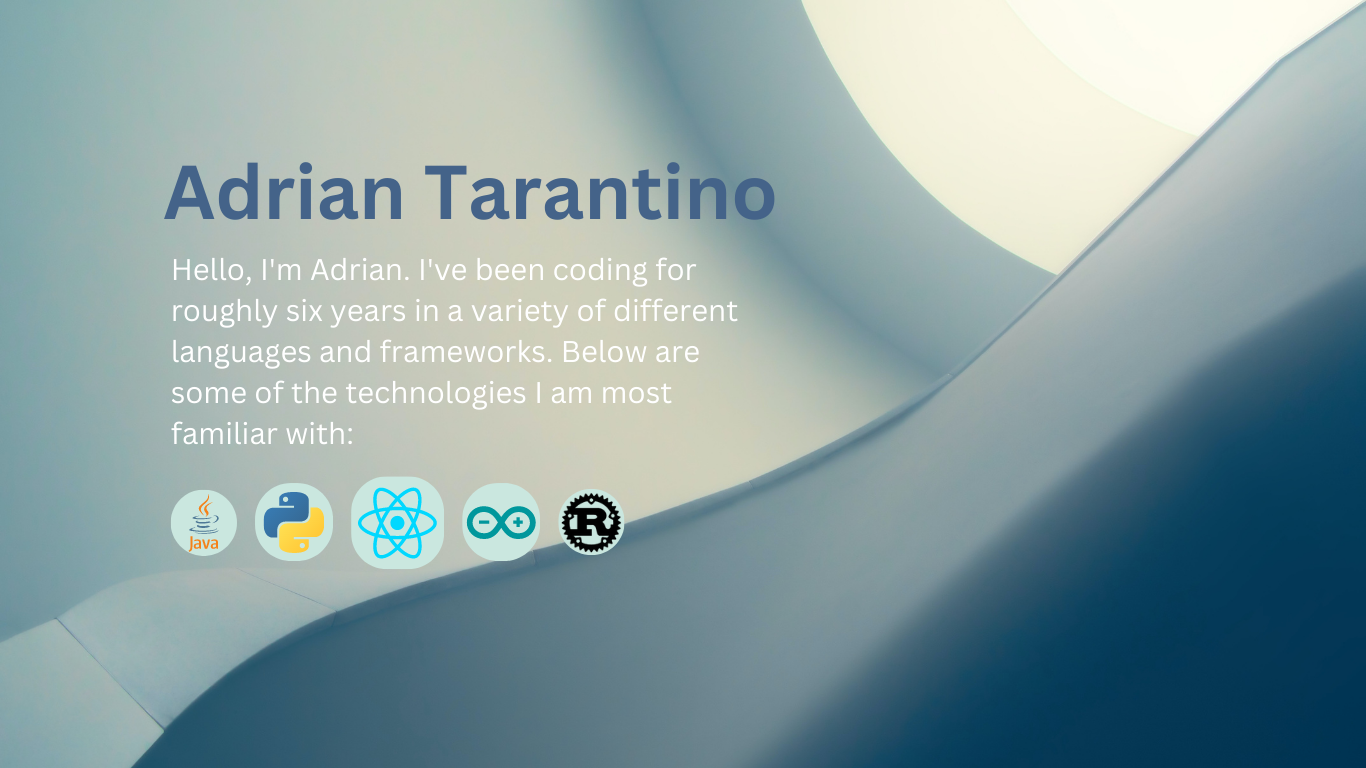 Adrian Tarantino
Hello, I'm Adrian. I've been coding for
roughly six years in a variety of different
languages and frameworks. Below are
some of the technologies I am most
familiar with:
Java
R